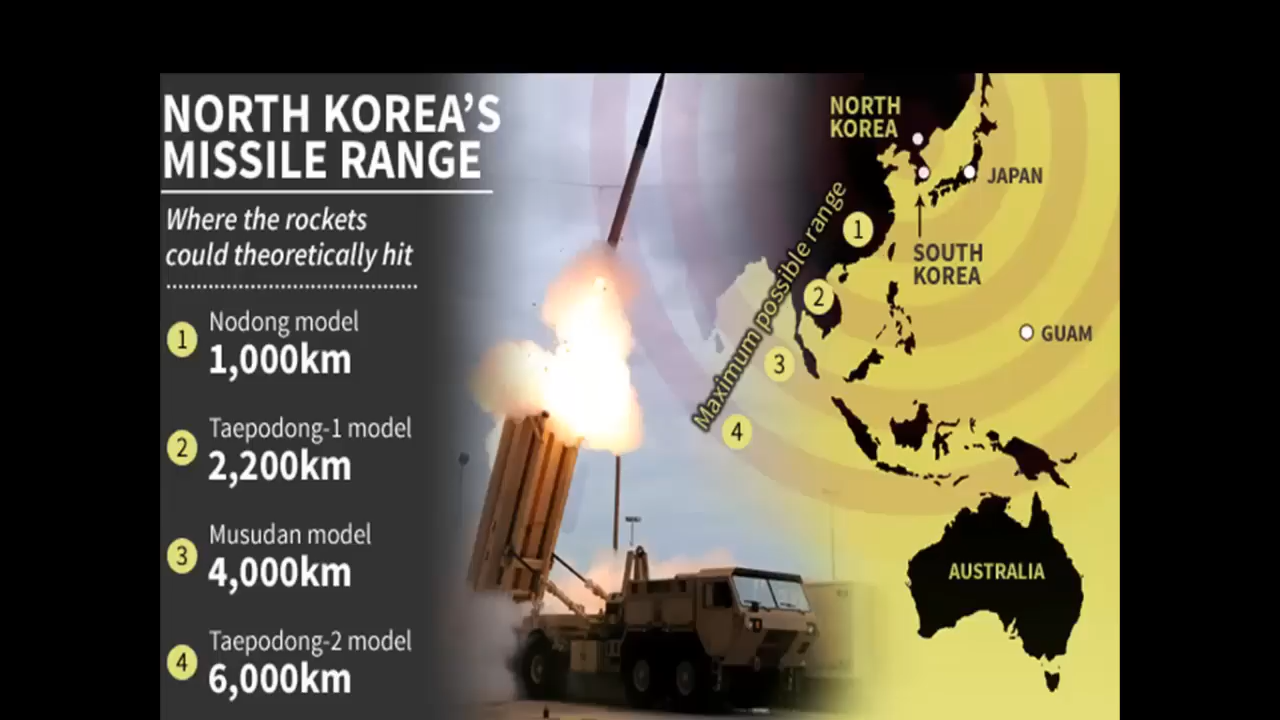 NORTH KOREA'S
MISSILE RANGE
Where the rockets
could theoretically hit
1
Nodong model
1,000km
2
Taepodong-1 model
2,200km
3
Musudan model
4,000km
4
Taepodong-2 model
6,000km
Maximum possible range
1
2
3
4
NORTH
KOREA
JAPAN
SOUTH
KOREA
GUAM
AUSTRALIA